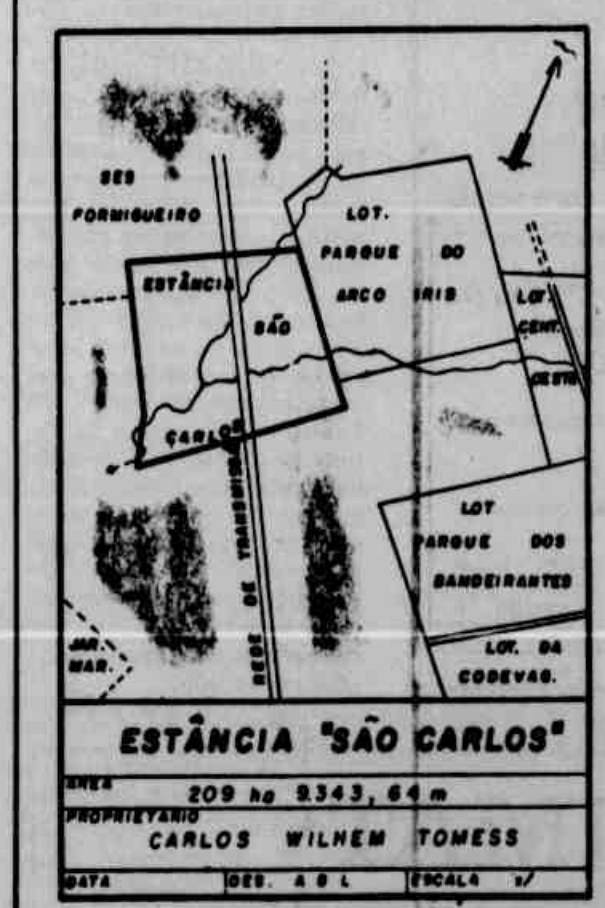 SES
FORMIGUEIRO
LOT.
PARQUE DO
ARCO IRIS
ESTÂNCIA
SÃO
CARLOS
LOT.
CENT.
OESTE
REDE DE TRANSMISSÃO
LOT
PARQUE DOS
BANDEIRANTES
JAR.
MAR.
LOT. DA
CODEVAG.
ESTÂNCIA "SÃO CARLOS"
AREA
209 ha 9.343,64 m
PROPRIETARIO
CARLOS WILHEM TOMESS
DATA DES. A B L ESCALA s/